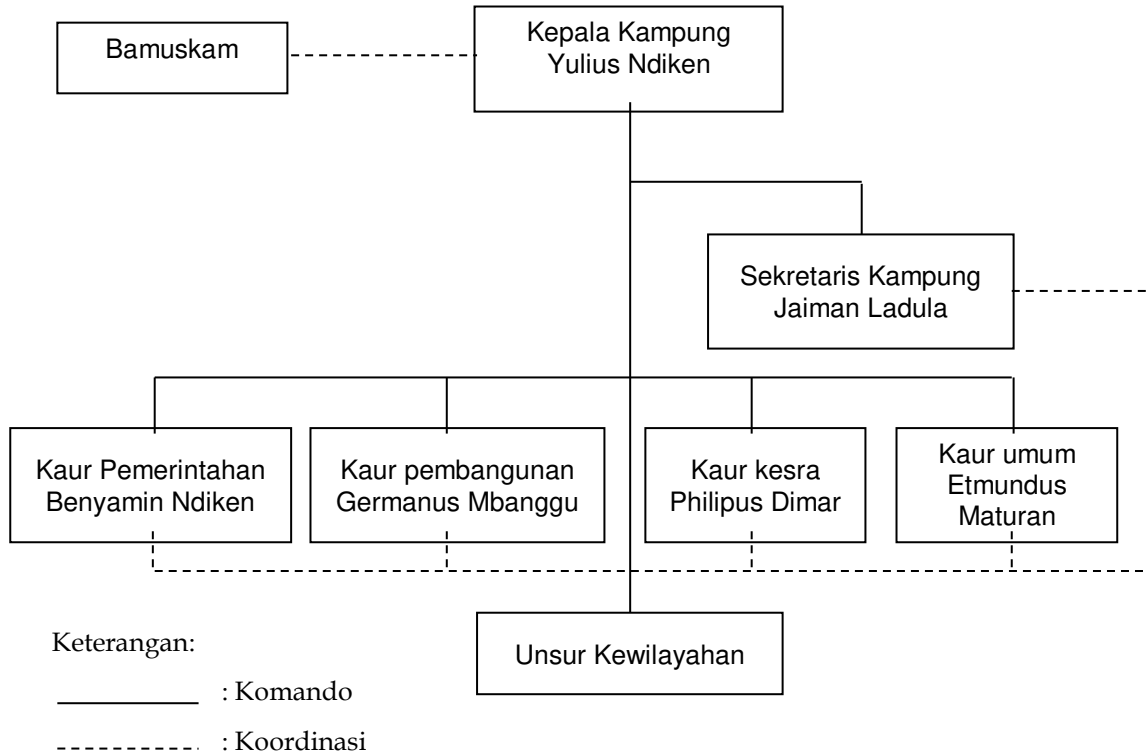 Bamuskam
Kepala Kampung
Yulius Ndiken
Sekretaris Kampung
Jaiman Ladula
Kaur Pemerintahan
Benyamin Ndiken
Kaur pembangunan
Germanus Mbanggu
Kaur kesra
Philipus Dimar
Kaur umum
Etmundus
Maturan
Unsur Kewilayahan
Keterangan:
: Komando
: Koordinasi